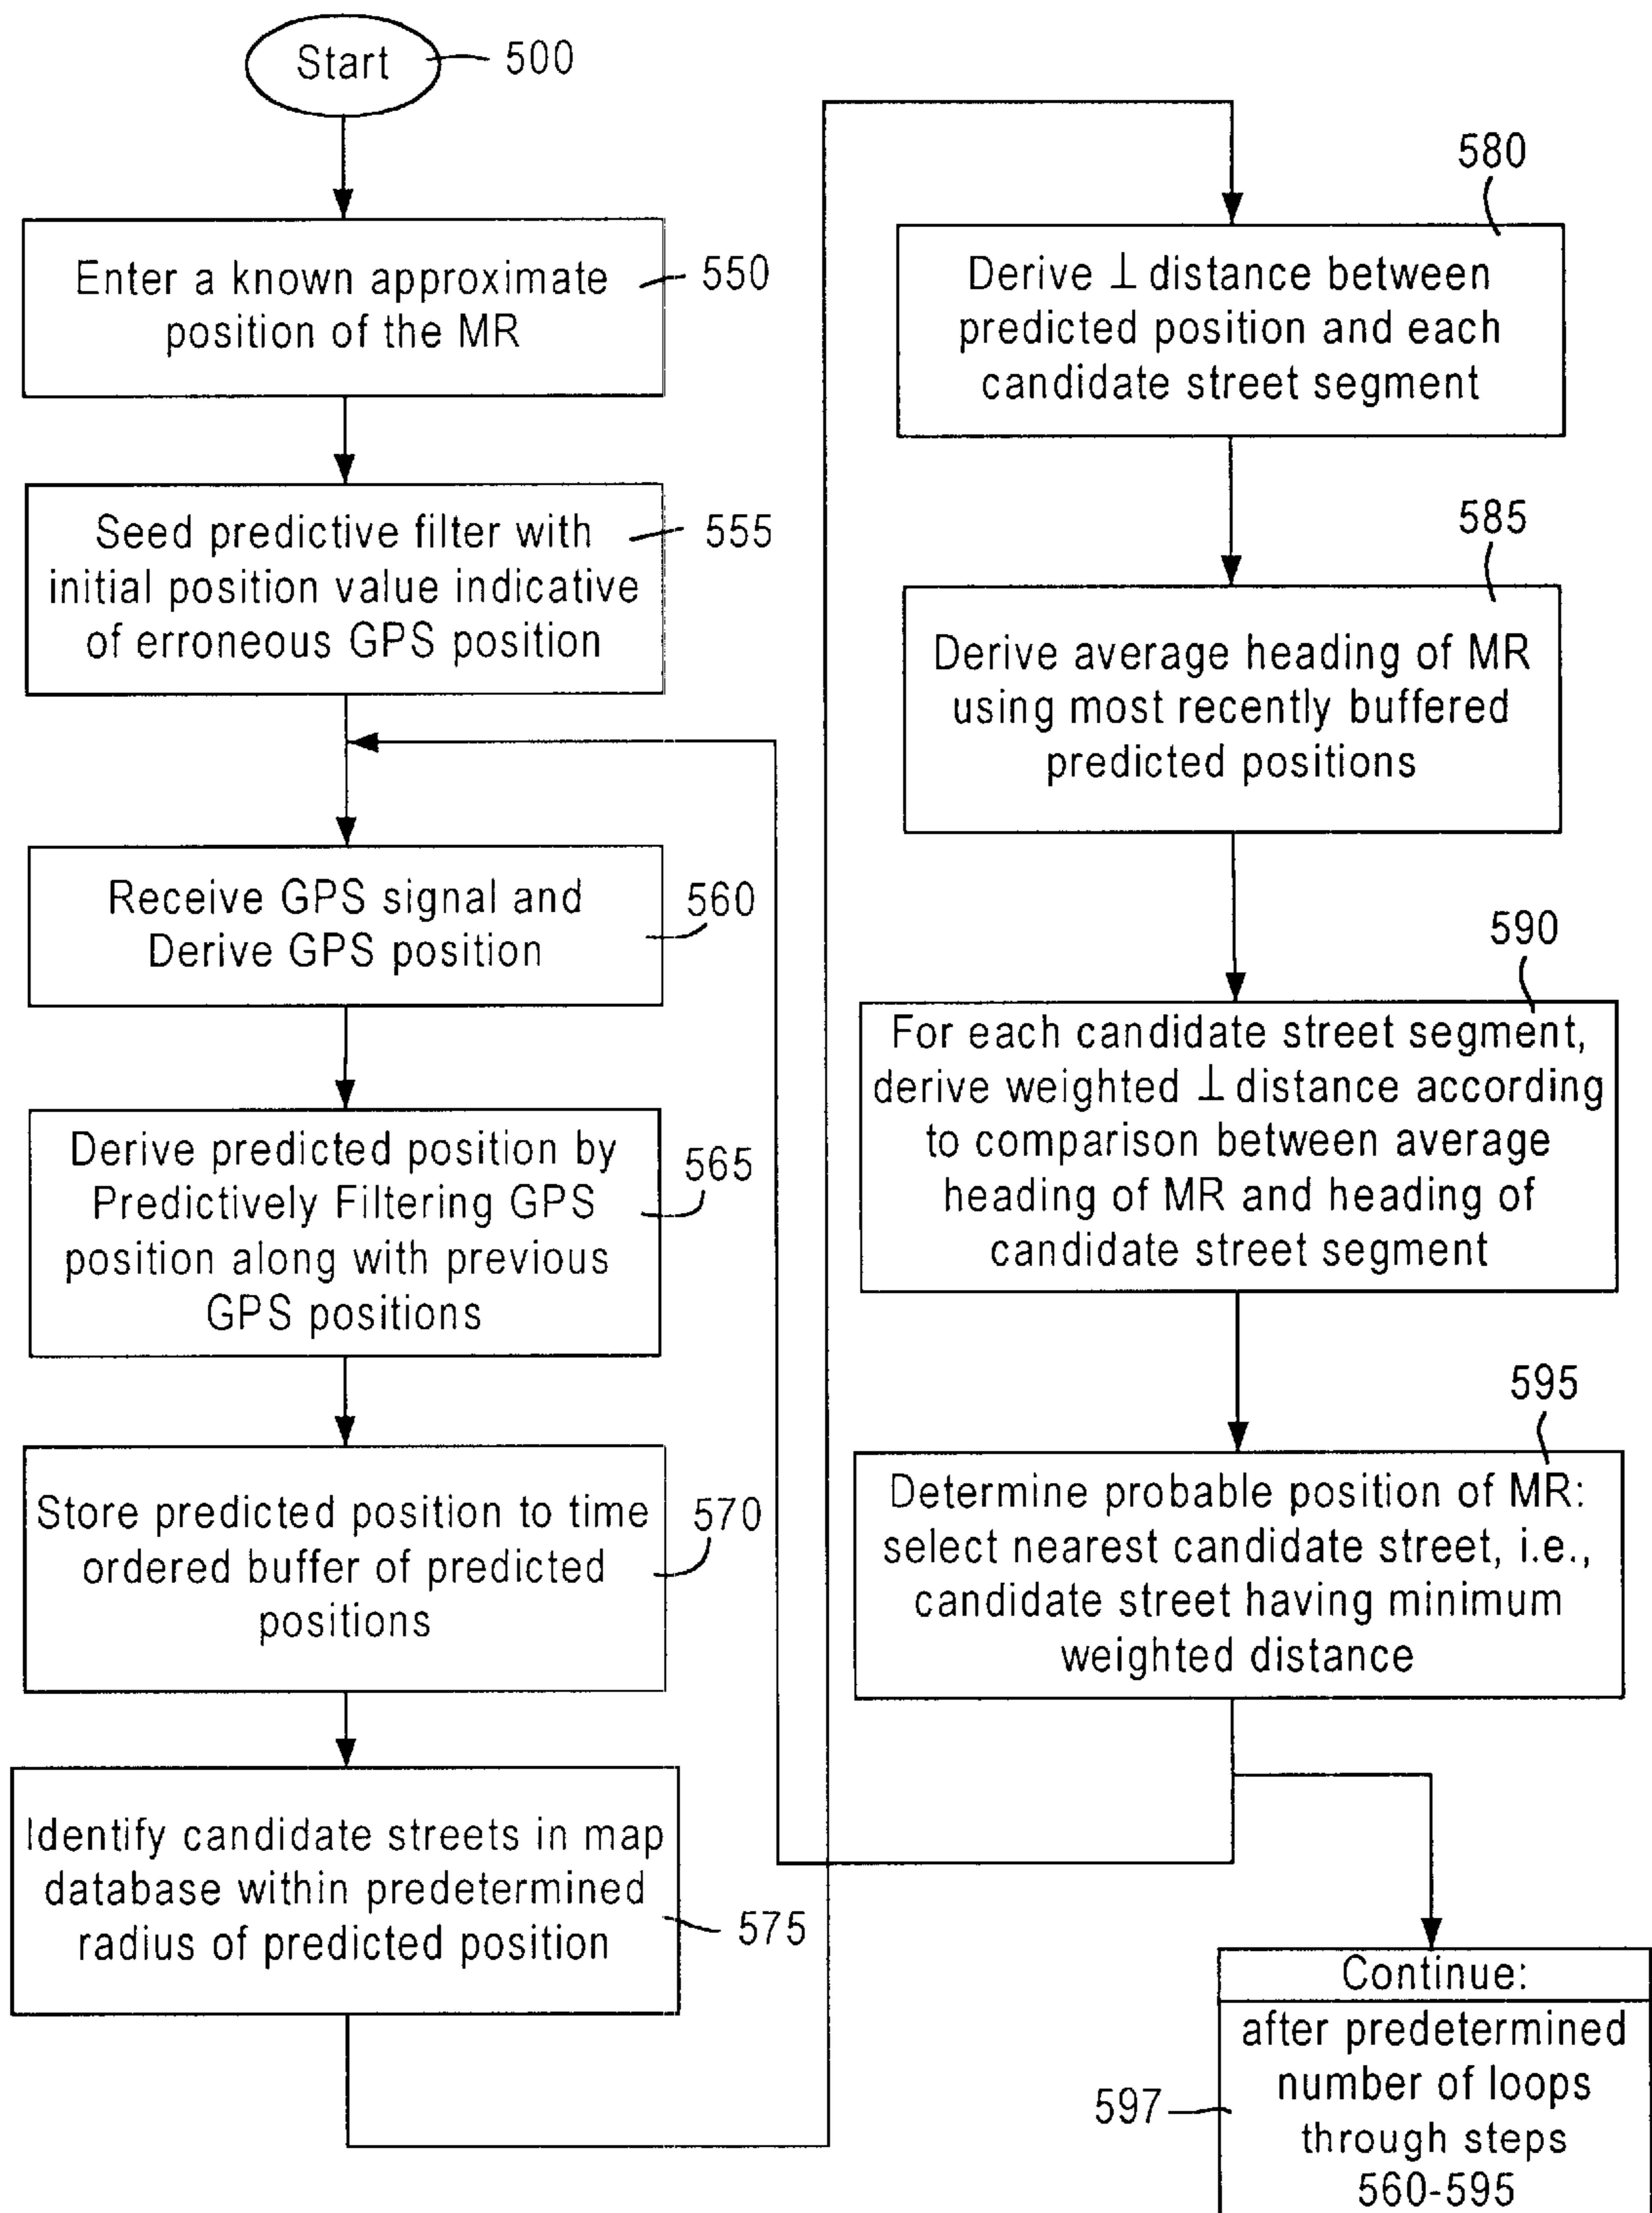 Start
500
Enter a known approximate
position of the MR
550
Seed predictive filter with
initial position value indicative
of erroneous GPS position
555
Receive GPS signal and
Derive GPS position
560
Derive predicted position by
Predictively Filtering GPS
position along with previous
GPS positions
565
Store predicted position to time
ordered buffer of predicted
positions
570
Identify candidate streets in map
database within predetermined
radius of predicted position
575
580
Derive ⊥ distance between
predicted position and each
candidate street segment
585
Derive average heading of MR
using most recently buffered
predicted positions
590
For each candidate street segment,
derive weighted ⊥ distance according
to comparison between average
heading of MR and heading of
candidate street segment
595
Determine probable position of MR:
select nearest candidate street, i.e.,
candidate street having minimum
weighted distance
Continue:
after predetermined
number of loops
through steps
560-595
597